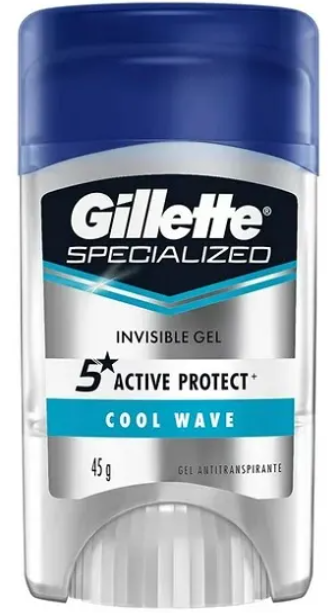 Gillette®
SPECIALIZED
INVISIBLE GEL
5★ ACTIVE PROTECT+
COOL WAVE
45 g
GEL ANTITRANSPIRANTE